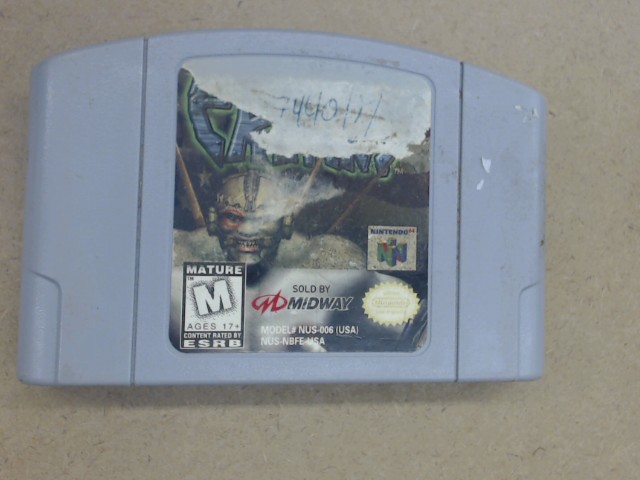 NINTENDO 64
N
MATURE
M
AGES 17+
CONTENT RATED BY
ESRB
SOLD BY
MIDWAY
MODEL# NUS-006 (USA)
NUS-NBFE-USA